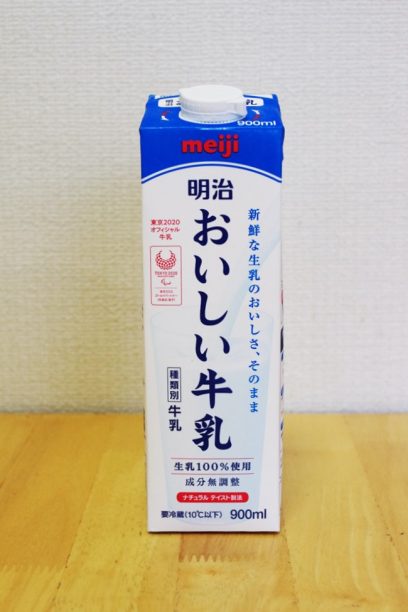 明治
900ml
meiji
明治
おいしい牛乳
新鮮な生乳のおいしさ、そのまま
東京2020
オフィシャル
牛乳
TOKYO 2020
種類別 牛乳
生乳100%使用
成分無調整
ナチュラル テイスト製法
要冷蔵(10℃以下) 900ml